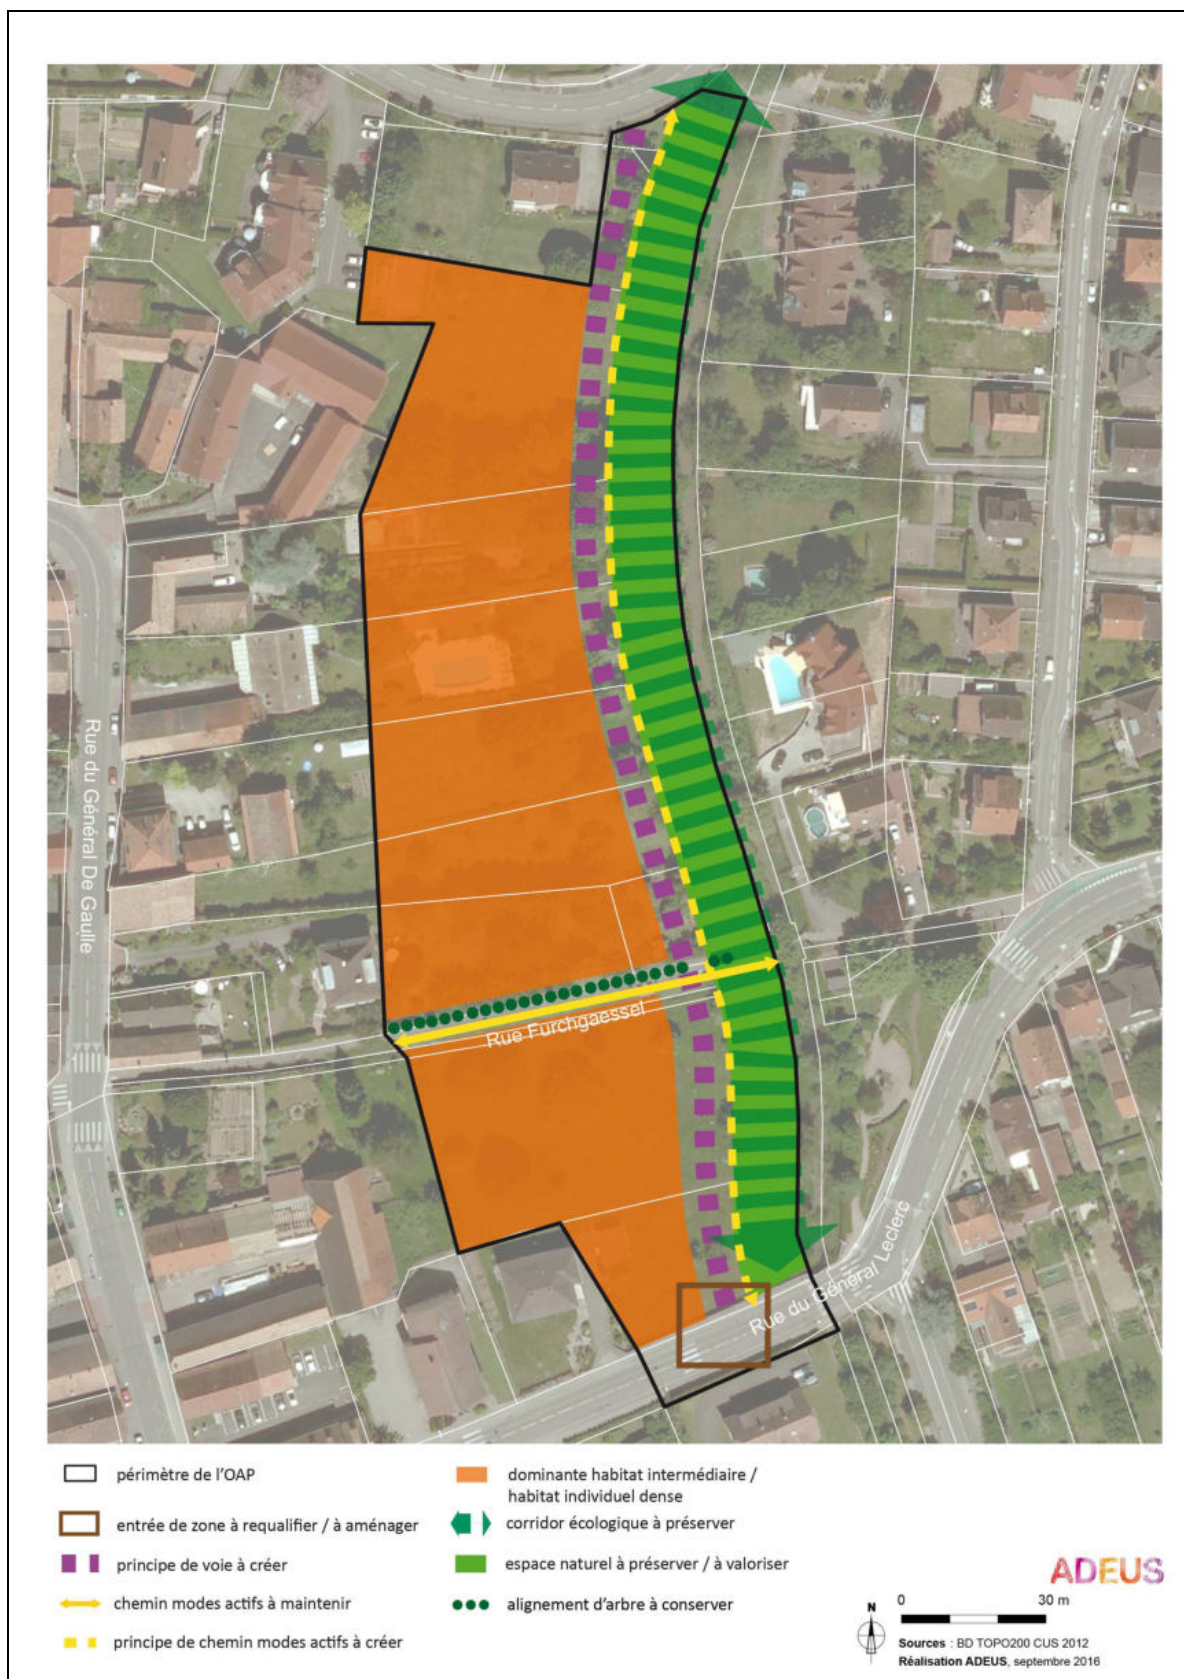 Rue du Général De Gaulle
Rue Furchgaessel
Rue du Général Leclerc
périmètre de l'OAP
entrée de zone à requalifier / à aménager
principe de voie à créer
chemin modes actifs à maintenir
principe de chemin modes actifs à créer
dominante habitat intermédiaire /
habitat individuel dense
corridor écologique à préserver
espace naturel à préserver / à valoriser
alignement d'arbre à conserver
ADEUS
N
0 30 m
Sources : BD TOPO200 CUS 2012
Réalisation ADEUS, septembre 2016